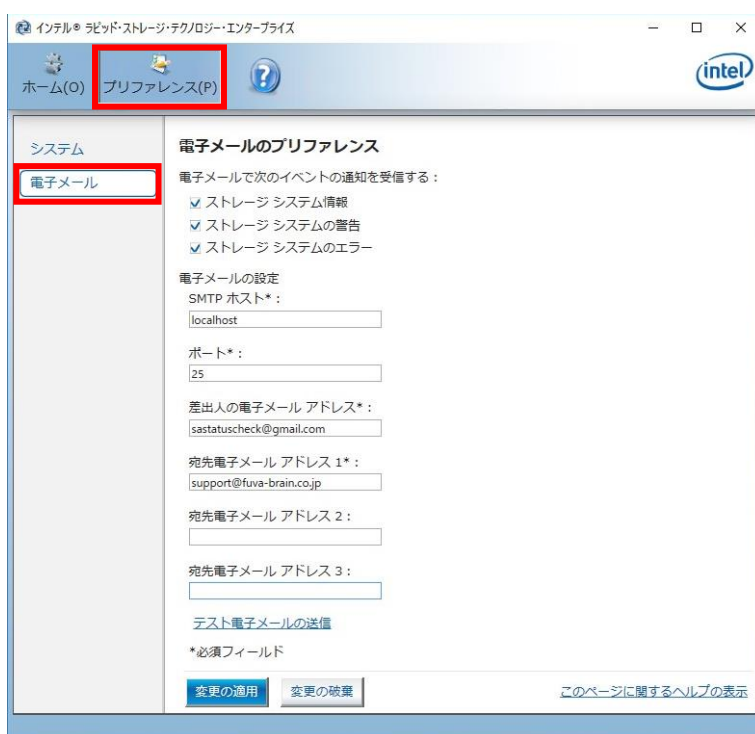 インテル® ラピッド・ストレージ・テクノロジー・エンタープライズ
ホーム(O)
プリファレンス(P)
?
intel
システム
電子メール
電子メールのプリファレンス
電子メールで次のイベントの通知を受信する：
ストレージ システム情報
ストレージ システムの警告
ストレージ システムのエラー
電子メールの設定
SMTP ホスト*：
localhost
ポート*：
25
差出人の電子メール アドレス*：
sastatuscheck@gmail.com
宛先電子メール アドレス 1*：
support@fuva-brain.co.jp
宛先電子メール アドレス 2：
宛先電子メール アドレス 3：
テスト電子メールの送信
*必須フィールド
変更の適用
変更の破棄
このページに関するヘルプの表示